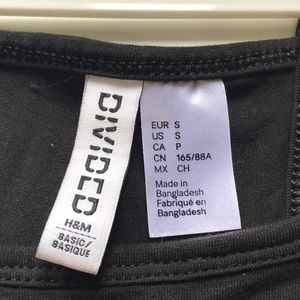 DIVIDED
H&M
BASIC/
BASIQUE
EUR S
US S
CA P
CN 165/88A
MX CH
Made in
Bangladesh
Fabriqué en
Bangladesh